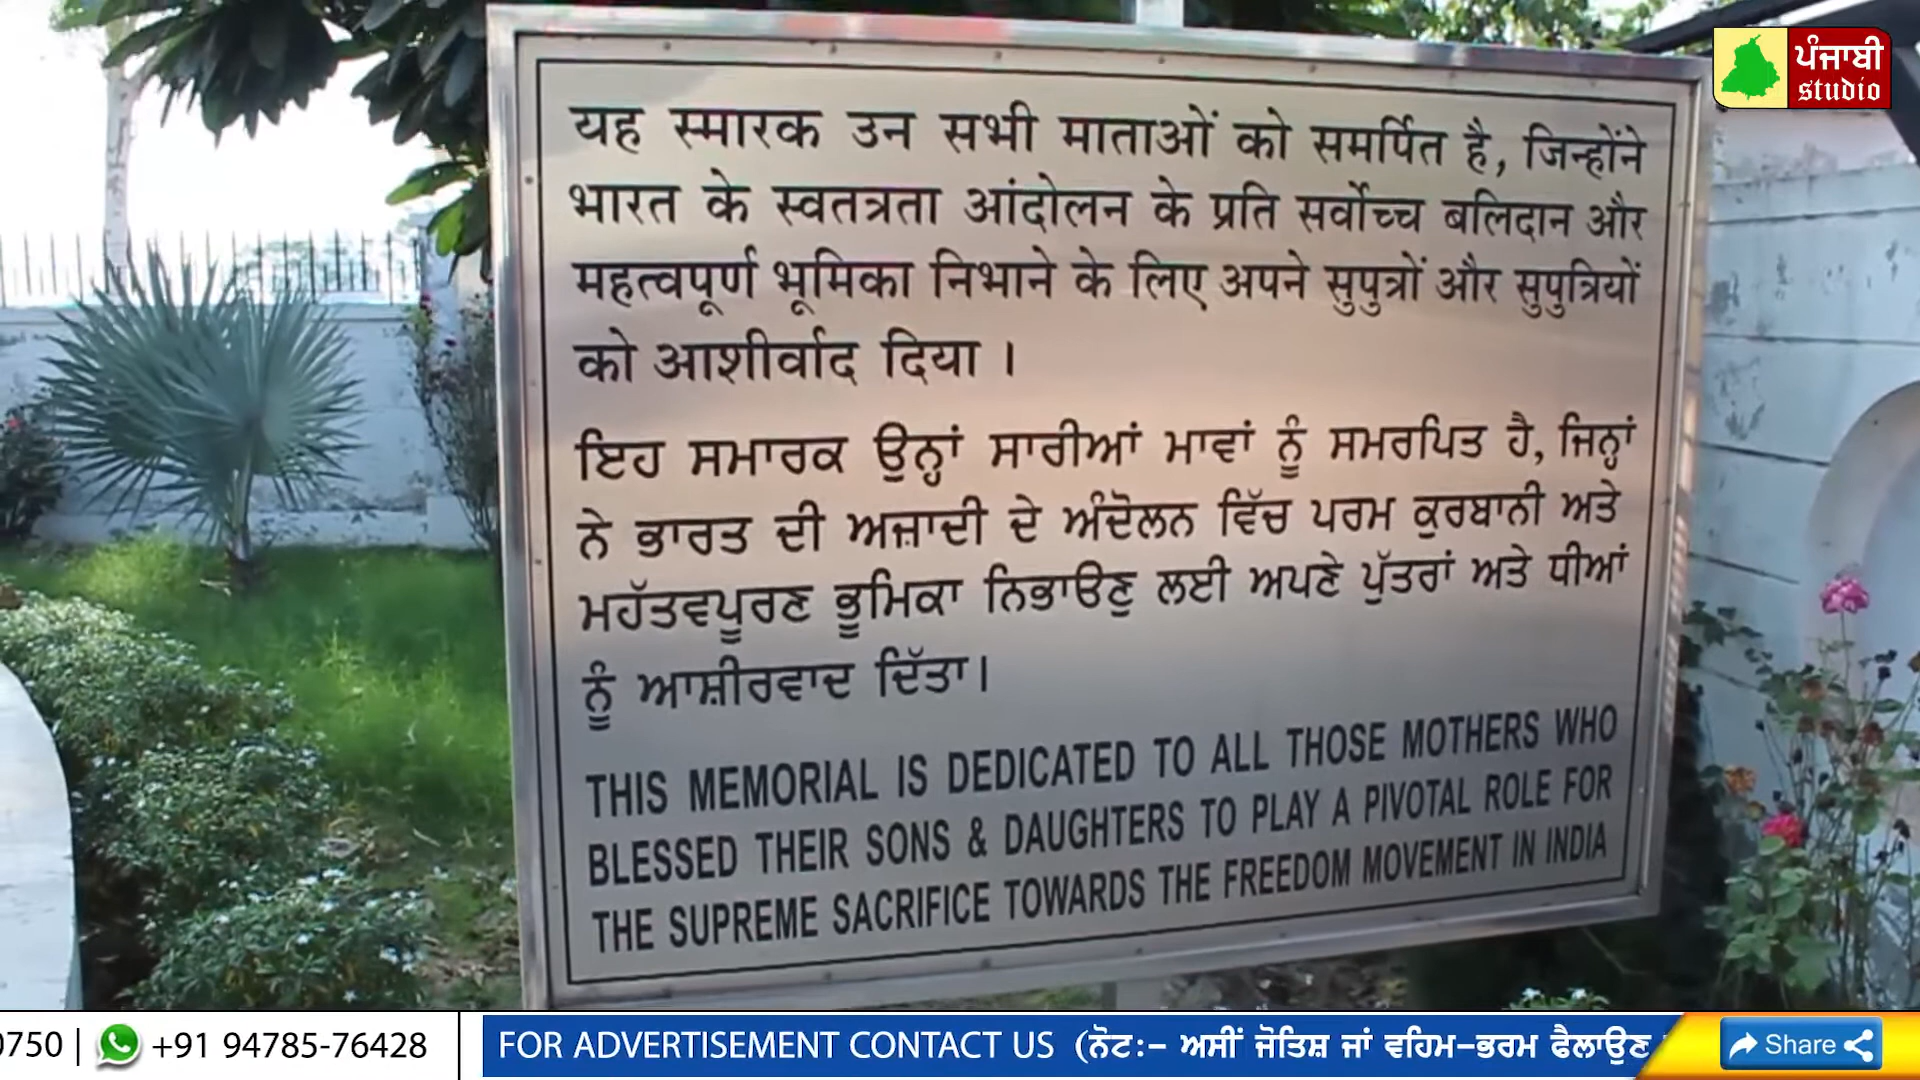 ਪੰਜਾਬੀ
studio
यह स्मारक उन सभी माताओं को समर्पित है, जिन्होंने
भारत के स्वतत्रता आंदोलन के प्रति सर्वोच्च बलिदान और
महत्वपूर्ण भूमिका निभाने के लिए अपने सुपुत्रों और सुपुत्रियों
को आशीर्वाद दिया ।
ਇਹ ਸਮਾਰਕ ਉਨ੍ਹਾਂ ਸਾਰੀਆਂ ਮਾਵਾਂ ਨੂੰ ਸਮਰਪਿਤ ਹੈ, ਜਿਨ੍ਹਾਂ
ਨੇ ਭਾਰਤ ਦੀ ਅਜ਼ਾਦੀ ਦੇ ਅੰਦੋਲਨ ਵਿੱਚ ਪਰਮ ਕੁਰਬਾਨੀ ਅਤੇ
ਮਹੱਤਵਪੂਰਣ ਭੂਮਿਕਾ ਨਿਭਾਉਣੁ ਲਈ ਅਪਣੇ ਪੁੱਤਰਾਂ ਅਤੇ ਧੀਆਂ
ਨੂੰ ਆਸ਼ੀਰਵਾਦ ਦਿੱਤਾ।
THIS MEMORIAL IS DEDICATED TO ALL THOSE MOTHERS WHO
BLESSED THEIR SONS & DAUGHTERS TO PLAY A PIVOTAL ROLE FOR
THE SUPREME SACRIFICE TOWARDS THE FREEDOM MOVEMENT IN INDIA
0750 | +91 94785-76428 FOR ADVERTISEMENT CONTACT US (ਨੋਟ:- ਅਸੀਂ ਜੋਤਿਸ਼ ਜਾਂ ਵਹਿਮ-ਭਰਮ ਫੈਲਾਉਣ Share